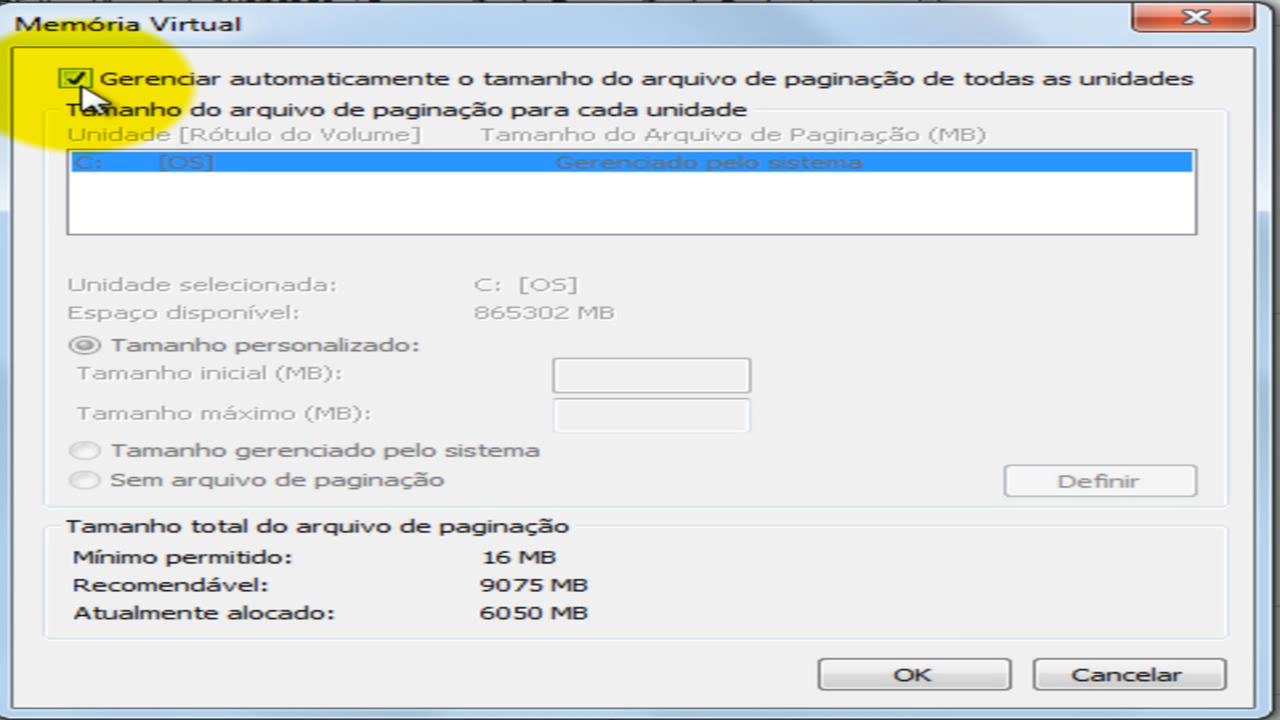 Memória Virtual
Gerenciar automaticamente o tamanho do arquivo de paginação de todas as unidades
Tamanho do arquivo de paginação para cada unidade
Unidade [Rótulo do Volume] Tamanho do Arquivo de Paginação (MB)
C: [OS] Gerenciado pelo sistema
Unidade selecionada: C: [OS]
Espaço disponível: 865302 MB
Tamanho personalizado:
Tamanho inicial (MB):
Tamanho máximo (MB):
Tamanho gerenciado pelo sistema
Sem arquivo de paginação
Definir
Tamanho total do arquivo de paginação
Mínimo permitido: 16 MB
Recomendável: 9075 MB
Atualmente alocado: 6050 MB
OK Cancelar